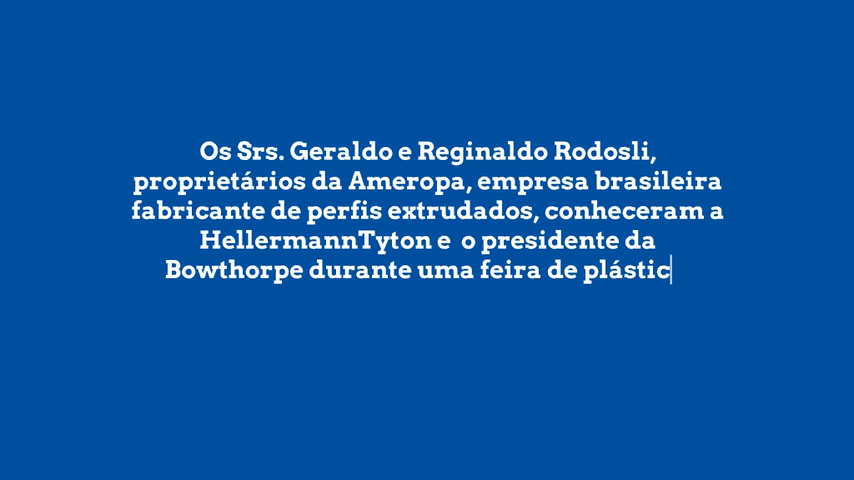 Os Srs. Geraldo e Reginaldo Rodosli,
proprietários da Ameropa, empresa brasileira
fabricante de perfis extrudados, conheceram a
HellermannTyton e  o presidente da
Bowthorpe durante uma feira de plástic